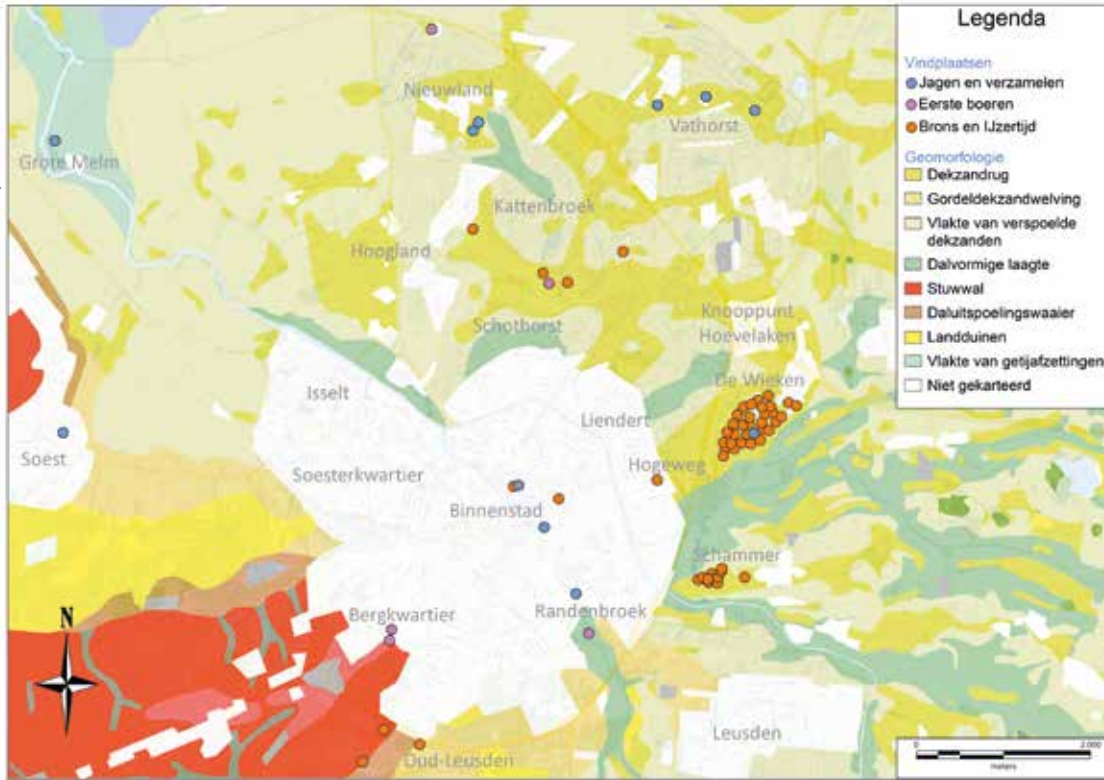 Legenda
Vindplaatsen
Jagen en verzamelen
Eerste boeren
Brons en IJzertijd
Geomorfologie
Dekzandrug
Gordeldekzandwelving
Vlakte van verspoelde
dekzanden
Dalvormige laagte
Stuwwal
Daluitspoelingswaaier
Landduinen
Vlakte van getijafzettingen
Niet gekarteerd
Nieuwland
Vathorst
Grote Melm
Kattenbroek
Hoogland
Schothorst
Knooppunt
Hoevelaken
De Wieken
Isselt
Liendert
Soest
Soesterkwartier
Hogeweg
Binnenstad
Schammer
Bergkwartier
Randenbroek
N
Leusden
Oud-Leusden
0
2.000
meters